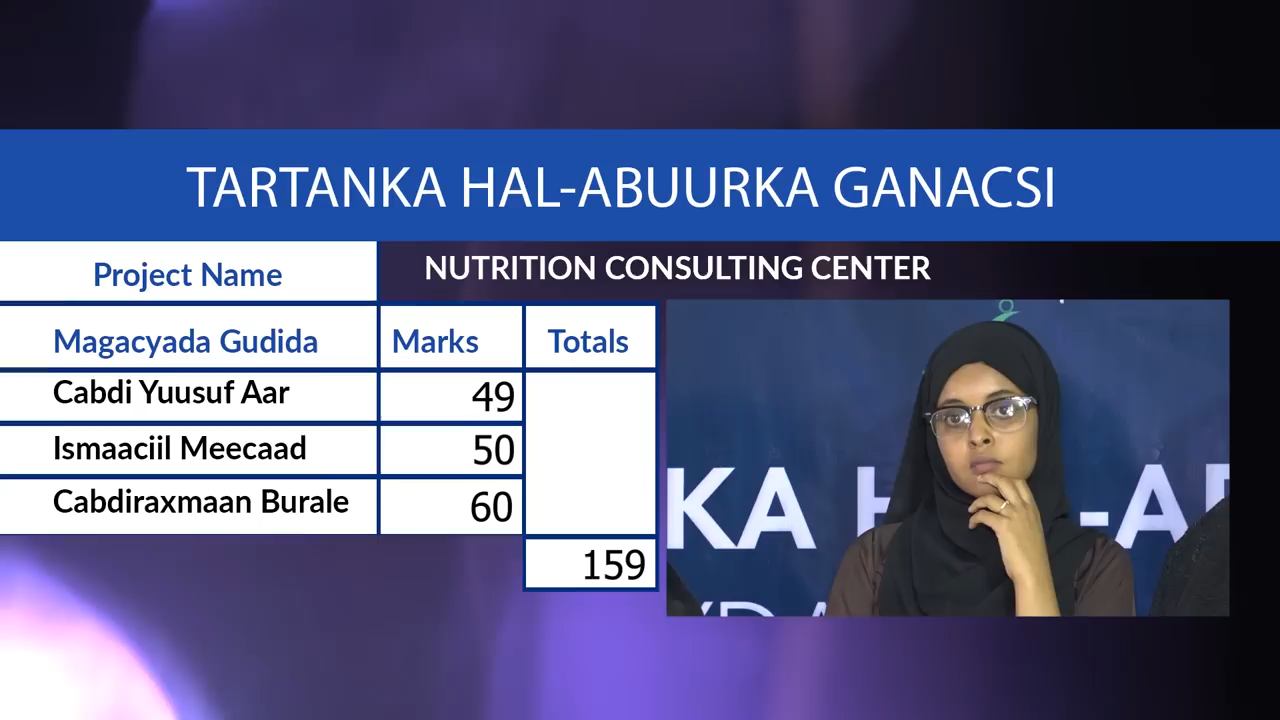 TARTANKA HAL-ABUURKA GANACSI
Project Name NUTRITION CONSULTING CENTER
Magacyada Gudida Marks Totals
Cabdi Yuusuf Aar 49
Ismaaciil Meecaad 50
Cabdiraxmaan Burale 60
159
KA H -A